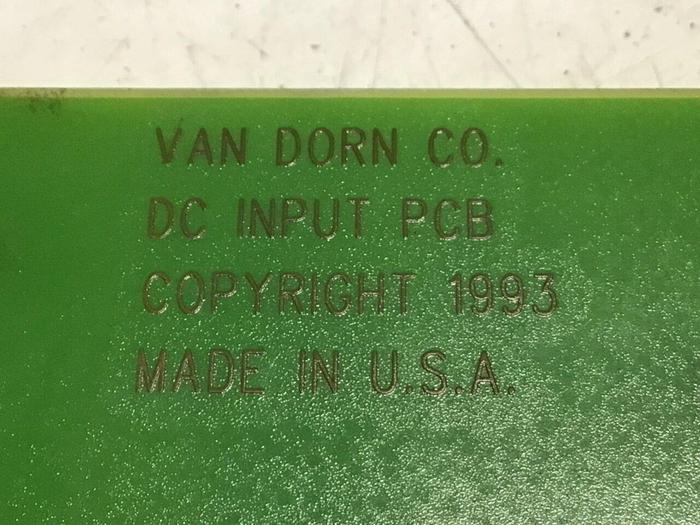 VAN DORN CO.
DC INPUT PCB
COPYRIGHT 1993
MADE IN U.S.A.